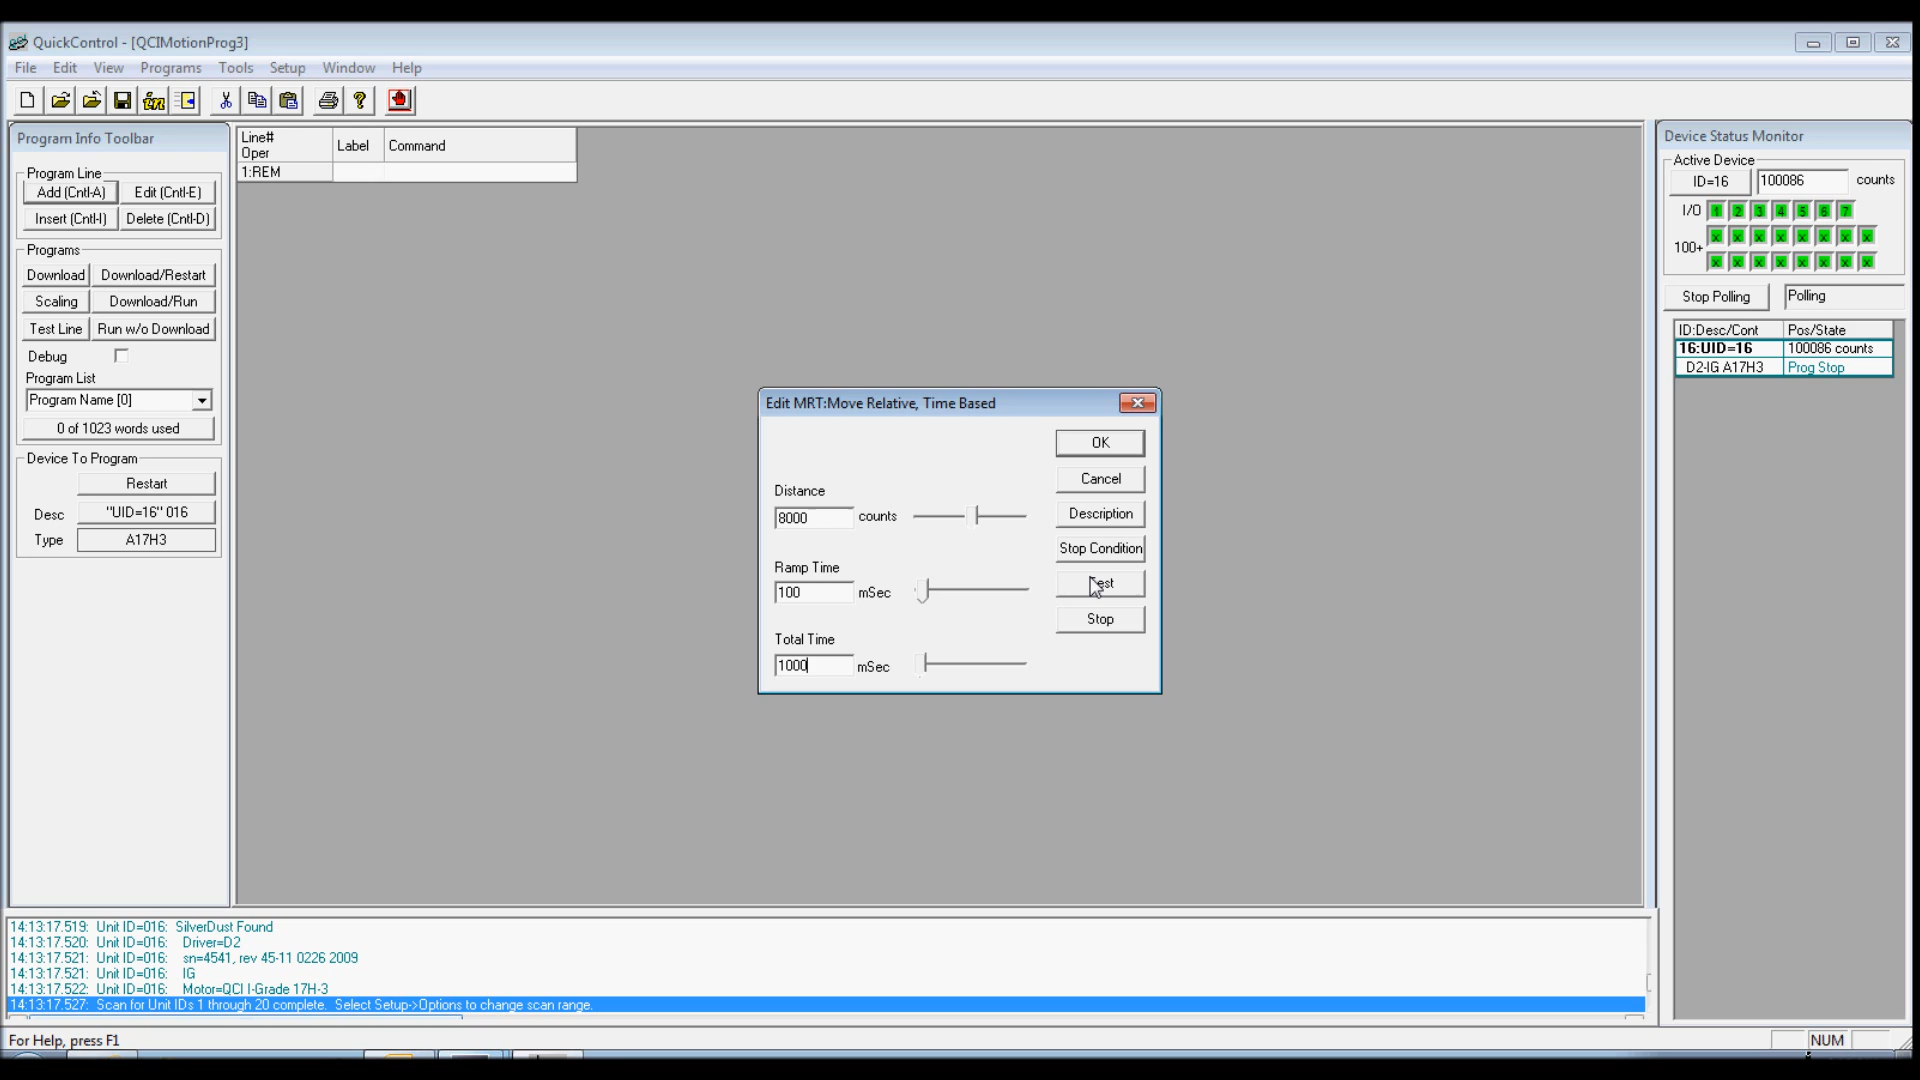 QuickControl - [QCIMotionProg3]
File Edit View Programs Tools Setup Window Help
Program Info Toolbar
Program Line
Add (Cntl-A) Edit (Cntl-E)
Insert (Cntl-I) Delete (Cntl-D)
Programs
Download Download/Restart
Scaling Download/Run
Test Line Run w/o Download
Debug
Program List
Program Name [0]
0 of 1023 words used
Device To Program
Restart
Desc "UID=16" 016
Type A17H3
Line#
Oper Label Command
1:REM
Edit MRT:Move Relative, Time Based
OK
Cancel
Distance
8000 counts
Description
Stop Condition
Ramp Time
100 mSec
Stop
Total Time
1000 mSec
Device Status Monitor
Active Device
ID=16 100086 counts
I/O 1 2 3 4 5 6 7
100+ x x x x x x x x
x x x x x x x x
Stop Polling Polling
ID:Desc/Cont Pos/State
16:UID=16 100086 counts
D2-IG A17H3 Prog Stop
14:13:17.519: Unit ID=016: SilverDust Found
14:13:17.520: Unit ID=016: Driver=D2
14:13:17.521: Unit ID=016: sn=4541, rev 45-11 0226 2009
14:13:17.521: Unit ID=016: IG
14:13:17.522: Unit ID=016: Motor=QCI I-Grade 17H-3
14:13:17.527: Scan for Unit IDs 1 through 20 complete. Select Setup->Options to change scan range.
For Help, press F1
NUM